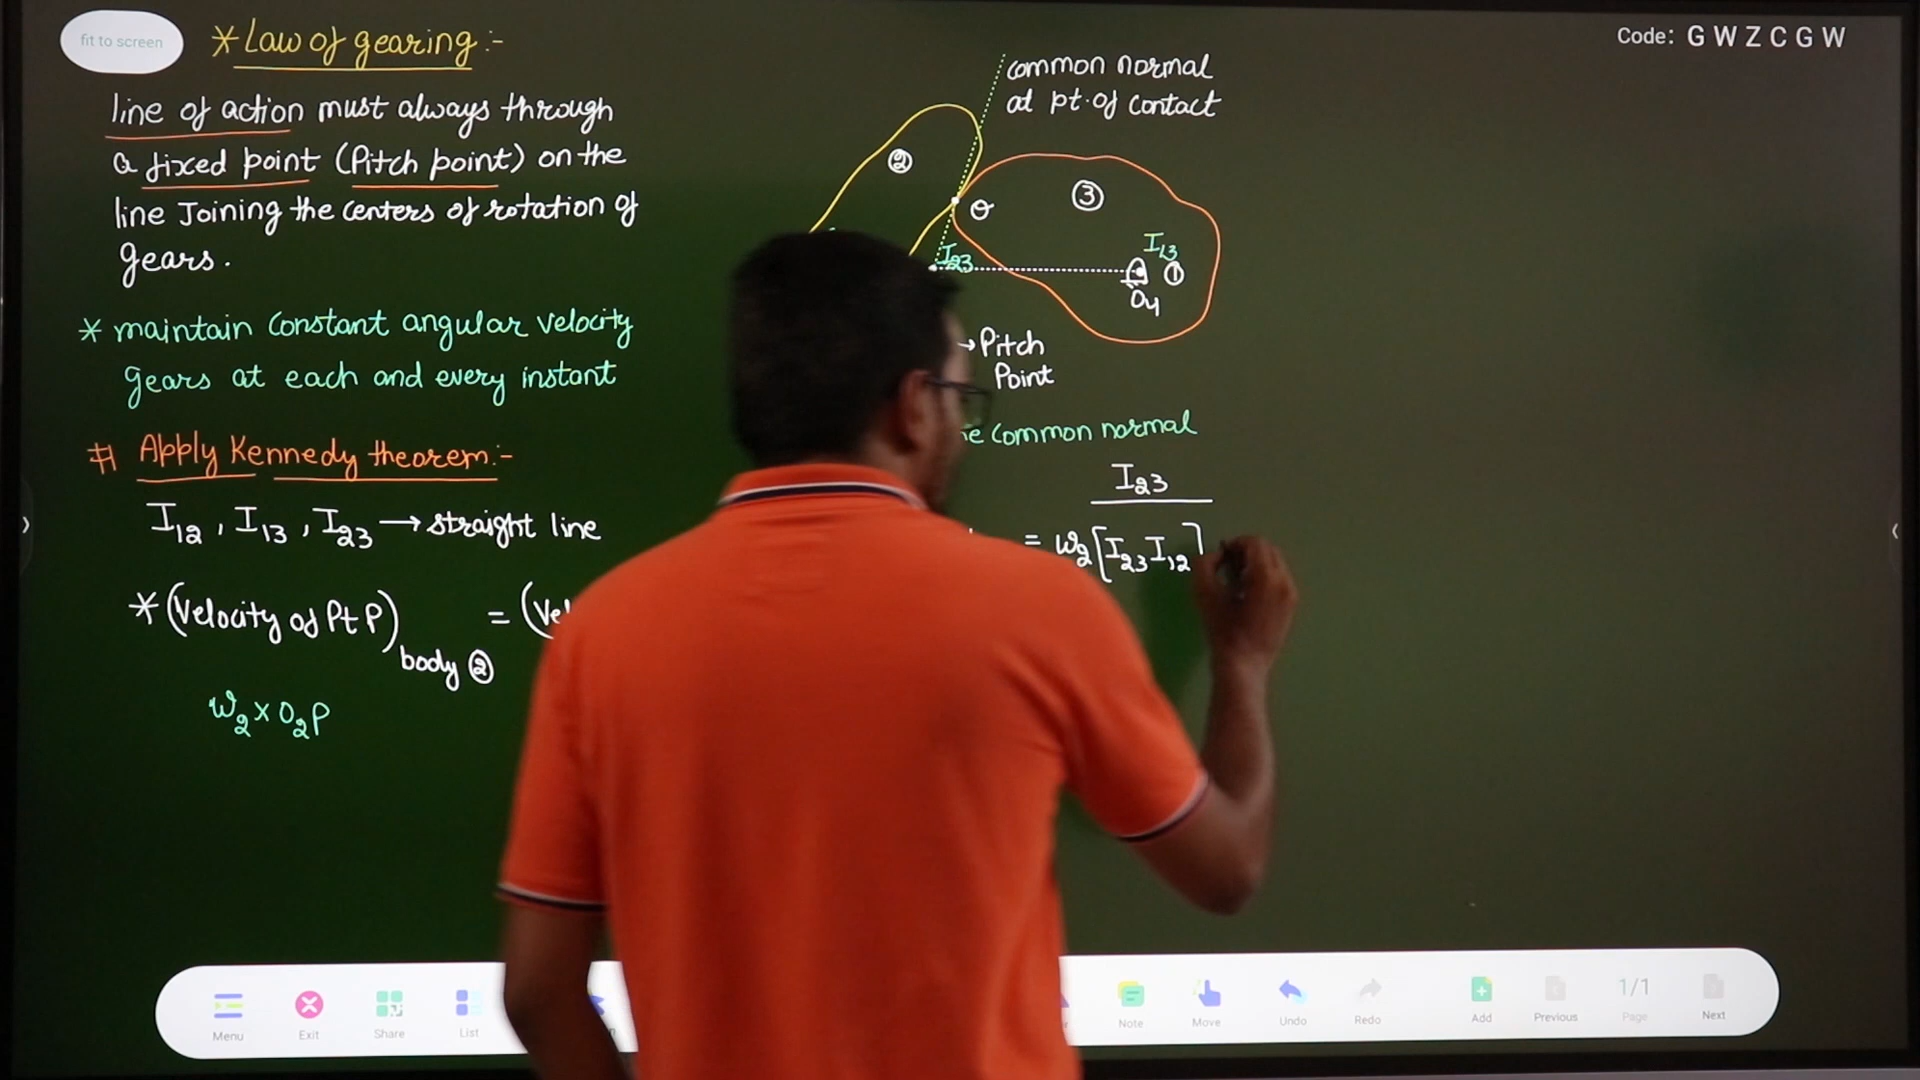 fit to screen
* Law of gearing :-
Code: G W Z C G W
line of action must always through
a fixed point (Pitch point) on the
line Joining the centers of rotation of
gears.
* maintain constant angular velocity
gears at each and every instant
# Apply Kennedy theorem:-
I12, I13, I23 → straight line
* (Velocity of Pt P) body ② = (Ve
ω2 × O2P
common normal
at pt. of contact
②
③
O
I23
I13
①
O4
→ Pitch
Point
common normal
I23
= ω2 [I23 I12]
Menu
Exit
Share
List
Note
Move
Undo
Redo
Add
Previous
1/1
Page
Next